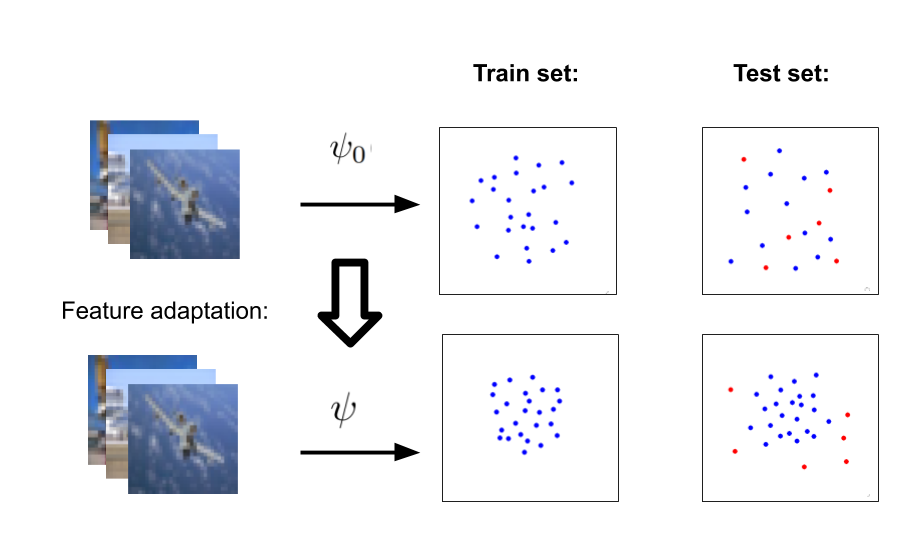 Train set:
Test set:
ψ₀
Feature adaptation:
ψ